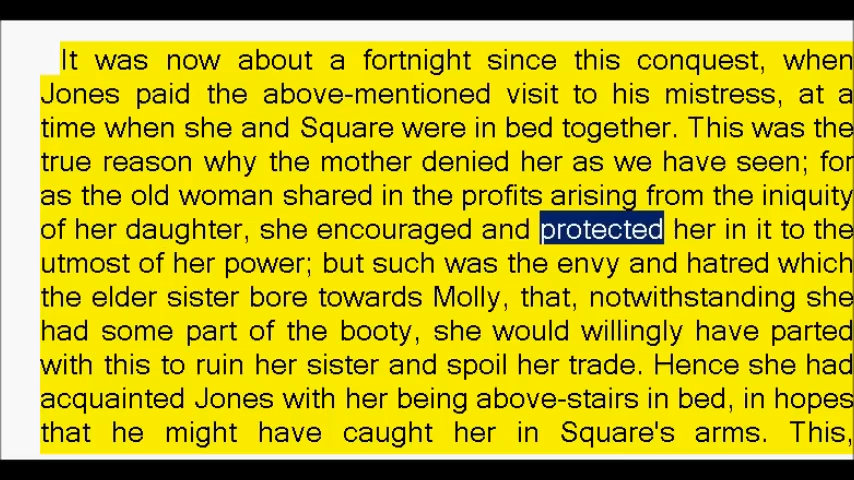 It was now about a fortnight since this conquest, when
Jones paid the above-mentioned visit to his mistress, at a
time when she and Square were in bed together. This was the
true reason why the mother denied her as we have seen; for
as the old woman shared in the profits arising from the iniquity
of her daughter, she encouraged and protected her in it to the
utmost of her power; but such was the envy and hatred which
the elder sister bore towards Molly, that, notwithstanding she
had some part of the booty, she would willingly have parted
with this to ruin her sister and spoil her trade. Hence she had
acquainted Jones with her being above-stairs in bed, in hopes
that he might have caught her in Square's arms. This,